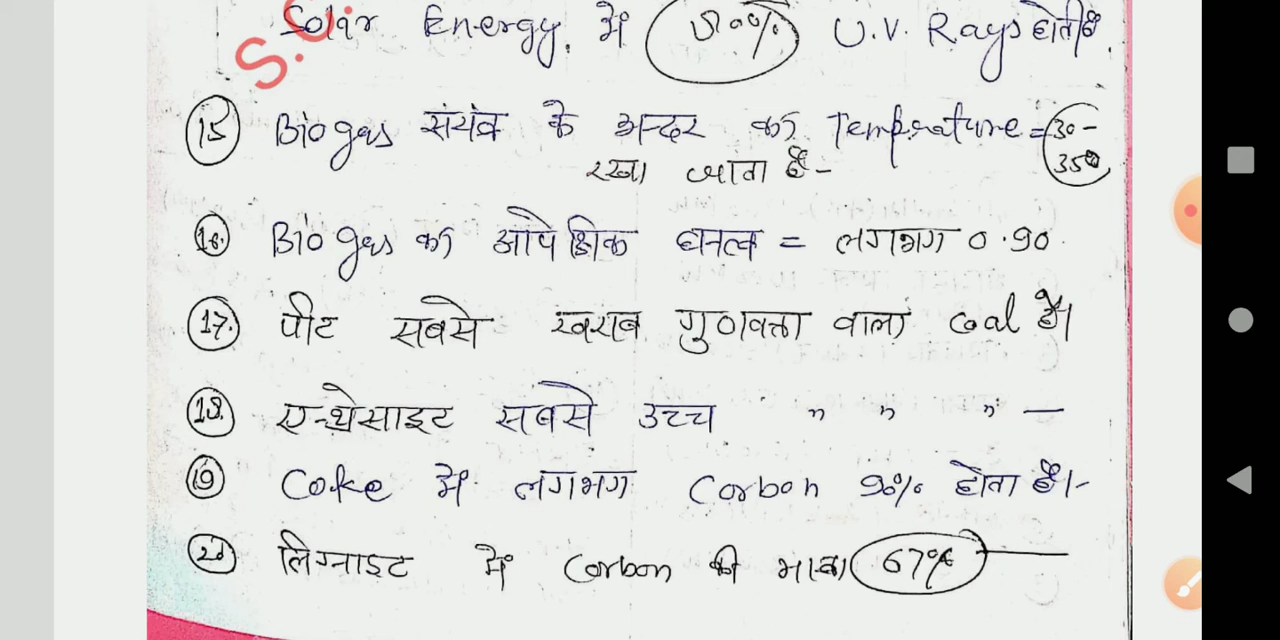 Solar Energy में U.V. Rays होती है.
S.
15 Biogas संयंत्र के अन्दर का Temperature = 30-35°
रखा जाता है-
16. Biogas का आपेक्षिक घनत्व = लगभग 0.90.
17. पीट सबसे खराब गुणवत्ता वाला Coal है।
18. एन्थ्रेसाइट सबसे उच्च " " " —
19 Coke में लगभग Carbon 90% होता है।-
20 लिग्नाइट में Carbon की मात्रा 67% —